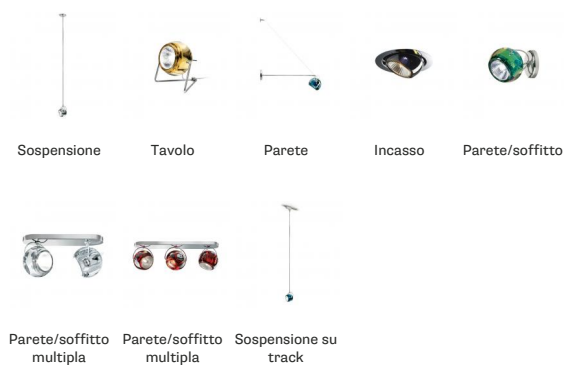 Sospensione
Tavolo
Parete
Incasso
Parete/soffitto
Parete/soffitto
multipla
Parete/soffitto
multipla
Sospensione su
track